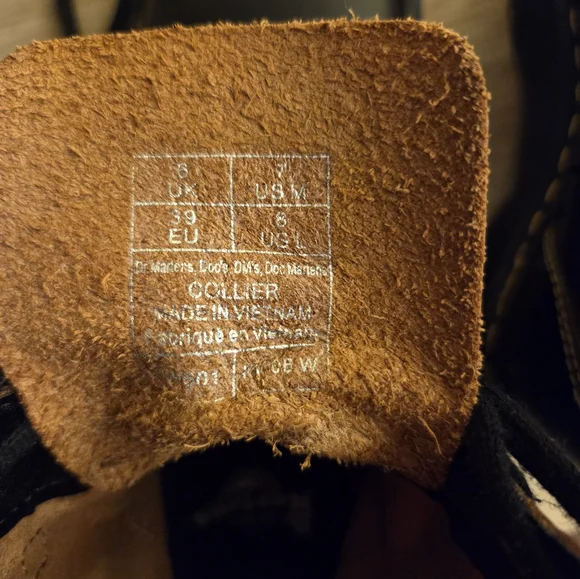 6 7
UK US M
39 8
EU US L
Dr Martens, Doc's, DM's, Doc Martens
COLLIER
MADE IN VIETNAM
Fabriqué en Vietnam
W